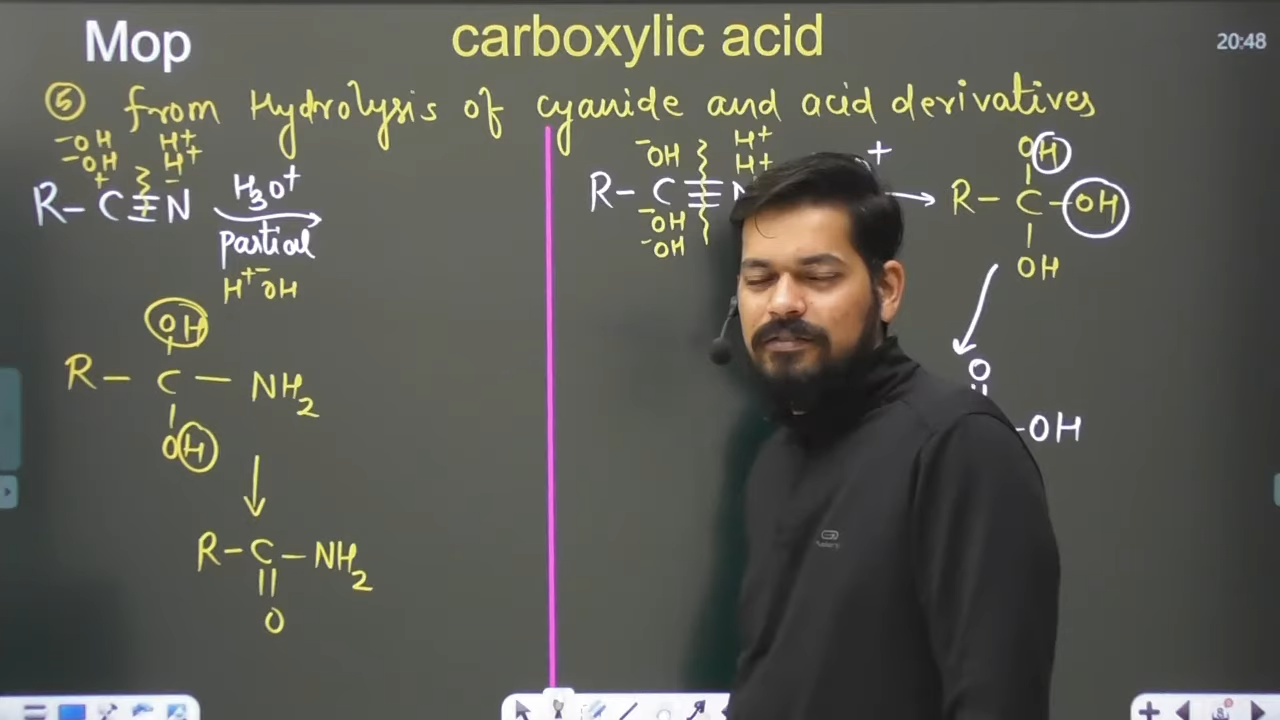 Mop
carboxylic acid
20:48
⑤ from Hydrolysis of cyanide and acid derivatives
⁻OH H⁺
⁻OH H⁺
+ -
R-C≡N H₃O⁺
partial
H⁺ ⁻OH
OH
R-C-NH₂
OH
R-C-NH₂
||
O
⁻OH H⁺
H⁺
R-C≡N
⁻OH
⁻OH
+
OH
R-C-OH
OH
O
-OH